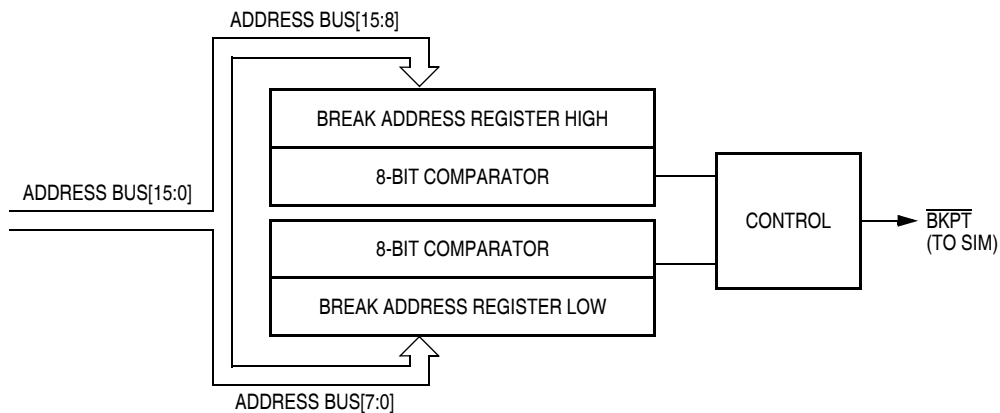 ADDRESS BUS[15:8]
BREAK ADDRESS REGISTER HIGH
8-BIT COMPARATOR
ADDRESS BUS[15:0]
CONTROL
BKPT
(TO SIM)
8-BIT COMPARATOR
BREAK ADDRESS REGISTER LOW
ADDRESS BUS[7:0]